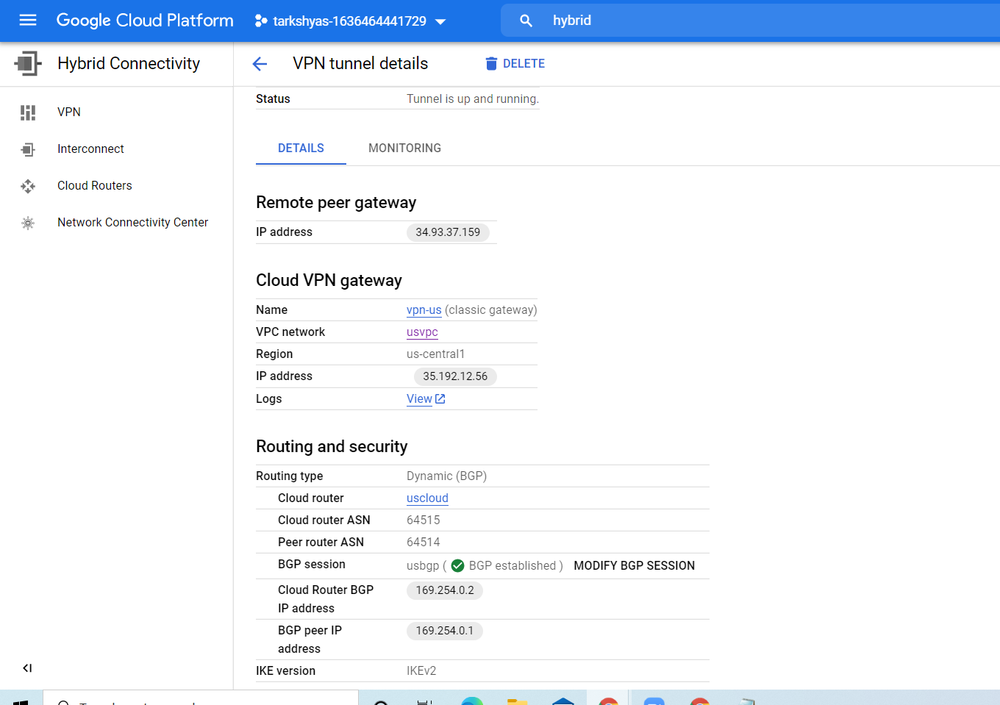 Google Cloud Platform tarkshyas-1636464441729 hybrid
Hybrid Connectivity VPN tunnel details DELETE
VPN
Interconnect
Cloud Routers
Network Connectivity Center
Status Tunnel is up and running.
DETAILS MONITORING
Remote peer gateway
IP address 34.93.37.159
Cloud VPN gateway
Name vpn-us (classic gateway)
VPC network usvpc
Region us-central1
IP address 35.192.12.56
Logs View
Routing and security
Routing type Dynamic (BGP)
Cloud router uscloud
Cloud router ASN 64515
Peer router ASN 64514
BGP session usbgp ( BGP established ) MODIFY BGP SESSION
Cloud Router BGP
IP address 169.254.0.2
BGP peer IP
address 169.254.0.1
IKE version IKEv2